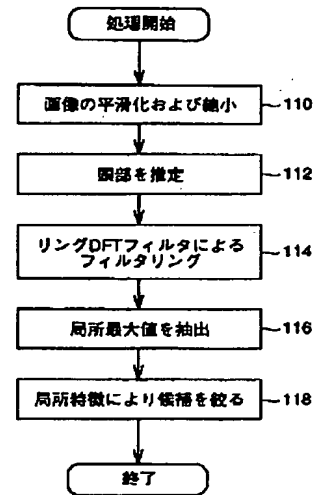 処理開始
画像の平滑化および縮小
110
頭部を推定
112
リングDFTフィルタによる
フィルタリング
114
局所最大値を抽出
116
局所特徴により候補を絞る
118
終了